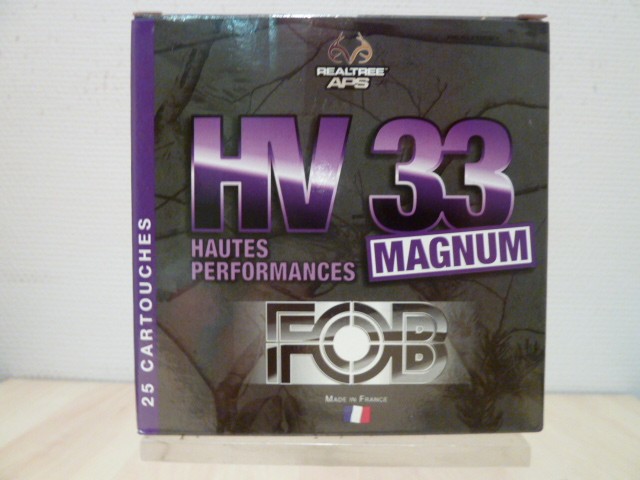 REALTREE
APS
HV 33
HAUTES
PERFORMANCES
MAGNUM
FOB
MADE IN FRANCE
25 CARTOUCHES